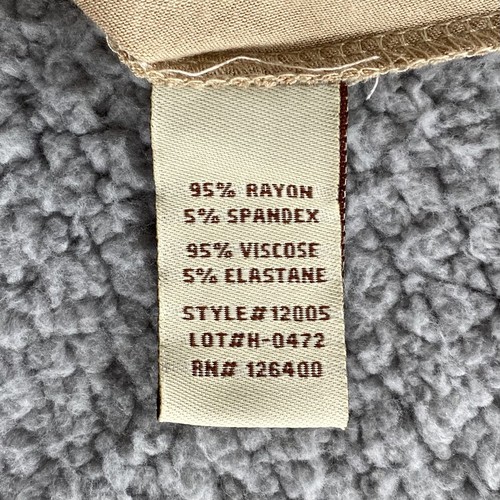 95% RAYON
5% SPANDEX
95% VISCOSE
5% ELASTANE
STYLE#12005
LOT#H-0472
RN# 126400